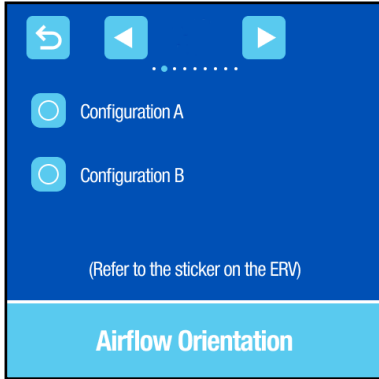 Configuration A
Configuration B
(Refer to the sticker on the ERV)
Airflow Orientation